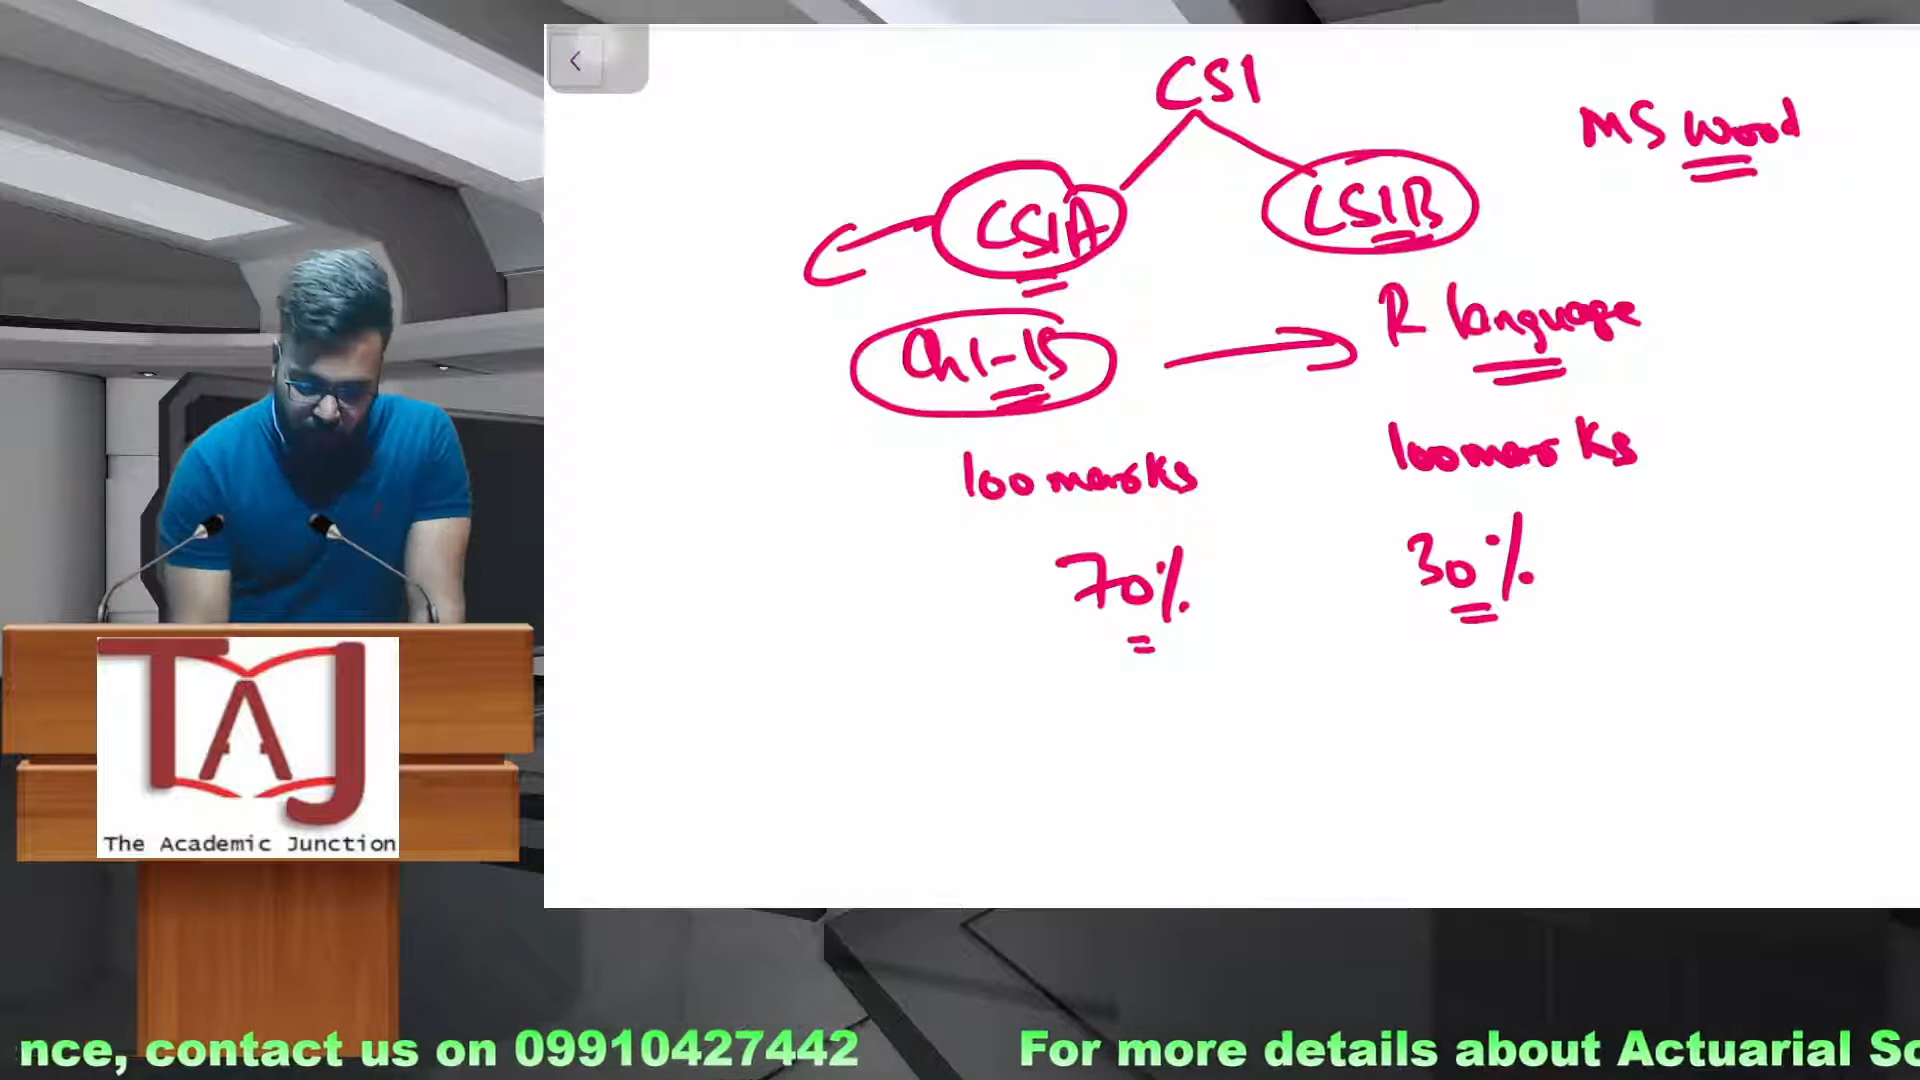 CS1
MS Word
CS1A
CS1B
Ch1-15
R language
100 marks
100 marks
70%
30%
TAJ
The Academic Junction
nce, contact us on 09910427442
For more details about Actuarial Sc